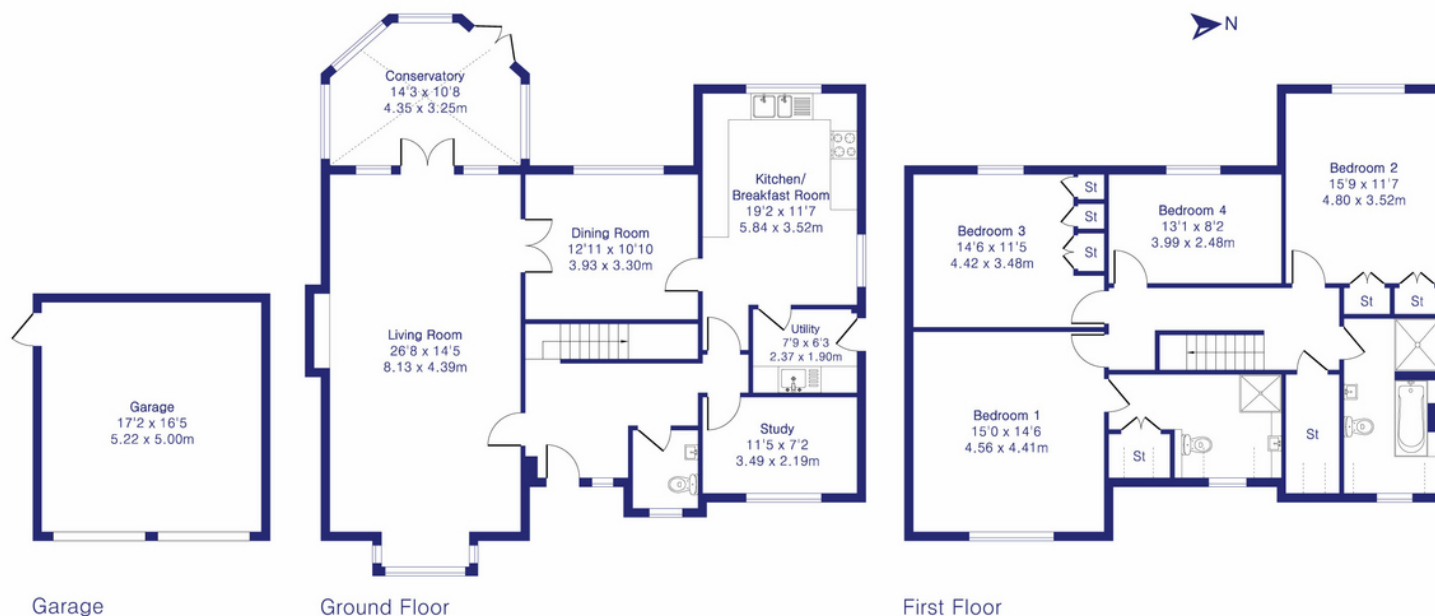 N
Conservatory
14'3 x 10'8
4.35 x 3.25m
Kitchen/
Breakfast Room
19'2 x 11'7
5.84 x 3.52m
Dining Room
12'11 x 10'10
3.93 x 3.30m
Living Room
26'8 x 14'5
8.13 x 4.39m
Utility
7'9 x 6'3
2.37 x 1.90m
Study
11'5 x 7'2
3.49 x 2.19m
Garage
17'2 x 16'5
5.22 x 5.00m
Bedroom 2
15'9 x 11'7
4.80 x 3.52m
St
St
St
Bedroom 4
13'1 x 8'2
3.99 x 2.48m
Bedroom 3
14'6 x 11'5
4.42 x 3.48m
St
St
Bedroom 1
15'0 x 14'6
4.56 x 4.41m
St
St
Garage
Ground Floor
First Floor